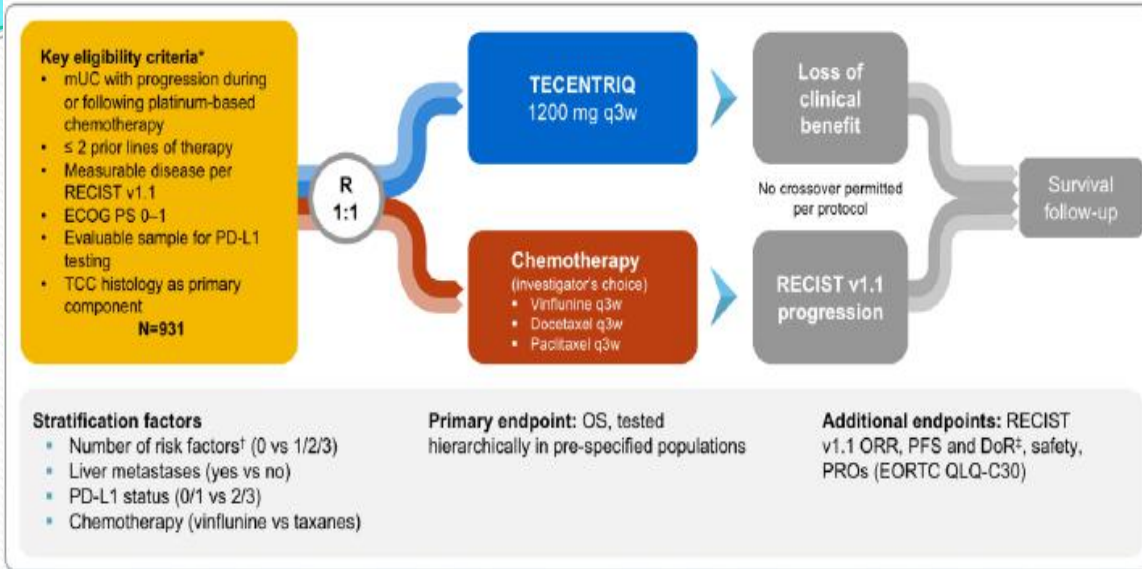 Key eligibility criteria*
• mUC with progression during
or following platinum-based
chemotherapy
• ≤ 2 prior lines of therapy
• Measurable disease per
RECIST v1.1
• ECOG PS 0–1
• Evaluable sample for PD-L1
testing
• TCC histology as primary
component
N=931
R
1:1
TECENTRIQ
1200 mg q3w
Loss of
clinical
benefit
No crossover permitted
per protocol
Chemotherapy
(investigator's choice)
▪ Vinflunine q3w
▪ Docetaxel q3w
▪ Paclitaxel q3w
RECIST v1.1
progression
Survival
follow-up
Stratification factors
▪ Number of risk factors† (0 vs 1/2/3)
▪ Liver metastases (yes vs no)
▪ PD-L1 status (0/1 vs 2/3)
▪ Chemotherapy (vinflunine vs taxanes)
Primary endpoint: OS, tested
hierarchically in pre-specified populations
Additional endpoints: RECIST
v1.1 ORR, PFS and DoR‡, safety,
PROs (EORTC QLQ-C30)